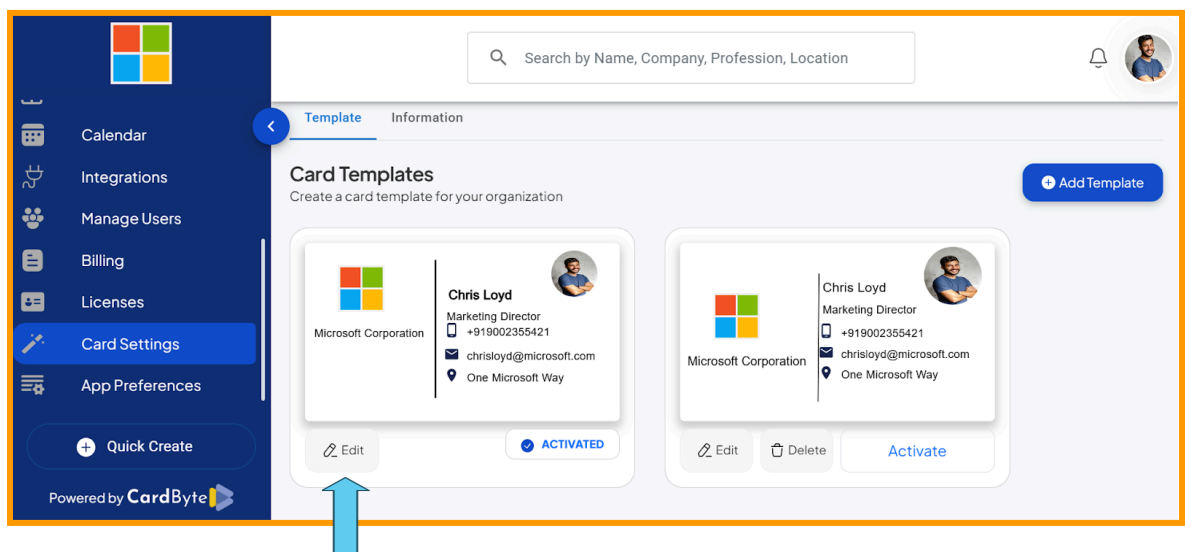 Search by Name, Company, Profession, Location
Calendar
Integrations
Manage Users
Billing
Licenses
Card Settings
App Preferences
Quick Create
Powered by CardByte
Template Information
Card Templates
Create a card template for your organization
Add Template
Microsoft Corporation
Chris Loyd
Marketing Director
+919002355421
chrisloyd@microsoft.com
One Microsoft Way
Edit
ACTIVATED
Microsoft Corporation
Chris Loyd
Marketing Director
+919002355421
chrisloyd@microsoft.com
One Microsoft Way
Edit
Delete
Activate